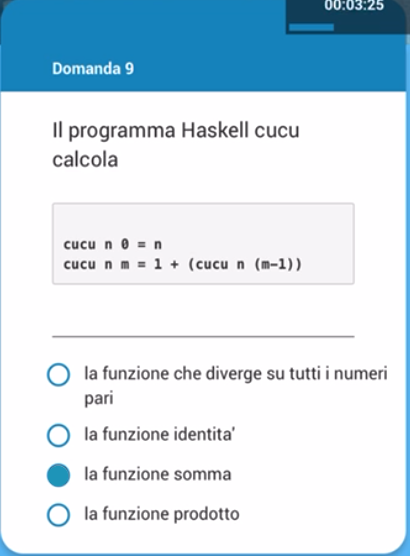 00:03:25
Domanda 9
Il programma Haskell cucu
calcola
cucu n 0 = n
cucu n m = 1 + (cucu n (m-1))
la funzione che diverge su tutti i numeri
pari
la funzione identita'
la funzione somma
la funzione prodotto